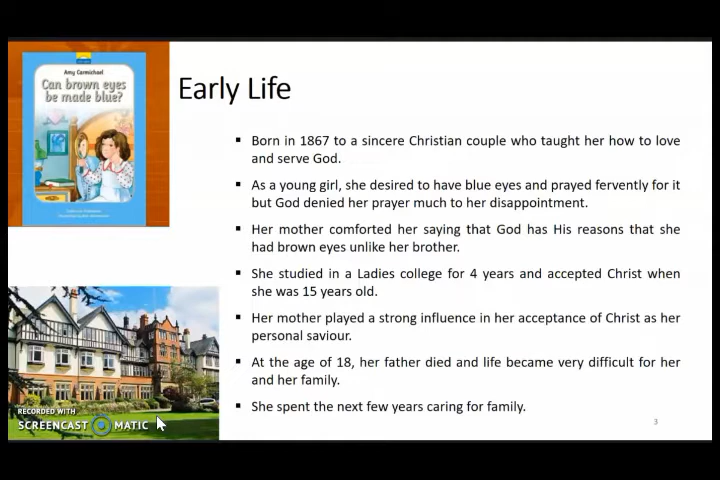 Amy Carmichael
Can brown eyes
be made blue?
Early Life
Born in 1867 to a sincere Christian couple who taught her how to love
and serve God.
As a young girl, she desired to have blue eyes and prayed fervently for it
but God denied her prayer much to her disappointment.
Her mother comforted her saying that God has His reasons that she
had brown eyes unlike her brother.
She studied in a Ladies college for 4 years and accepted Christ when
she was 15 years old.
Her mother played a strong influence in her acceptance of Christ as her
personal saviour.
At the age of 18, her father died and life became very difficult for her
and her family.
She spent the next few years caring for family.
RECORDED WITH
SCREENCAST MATIC
3